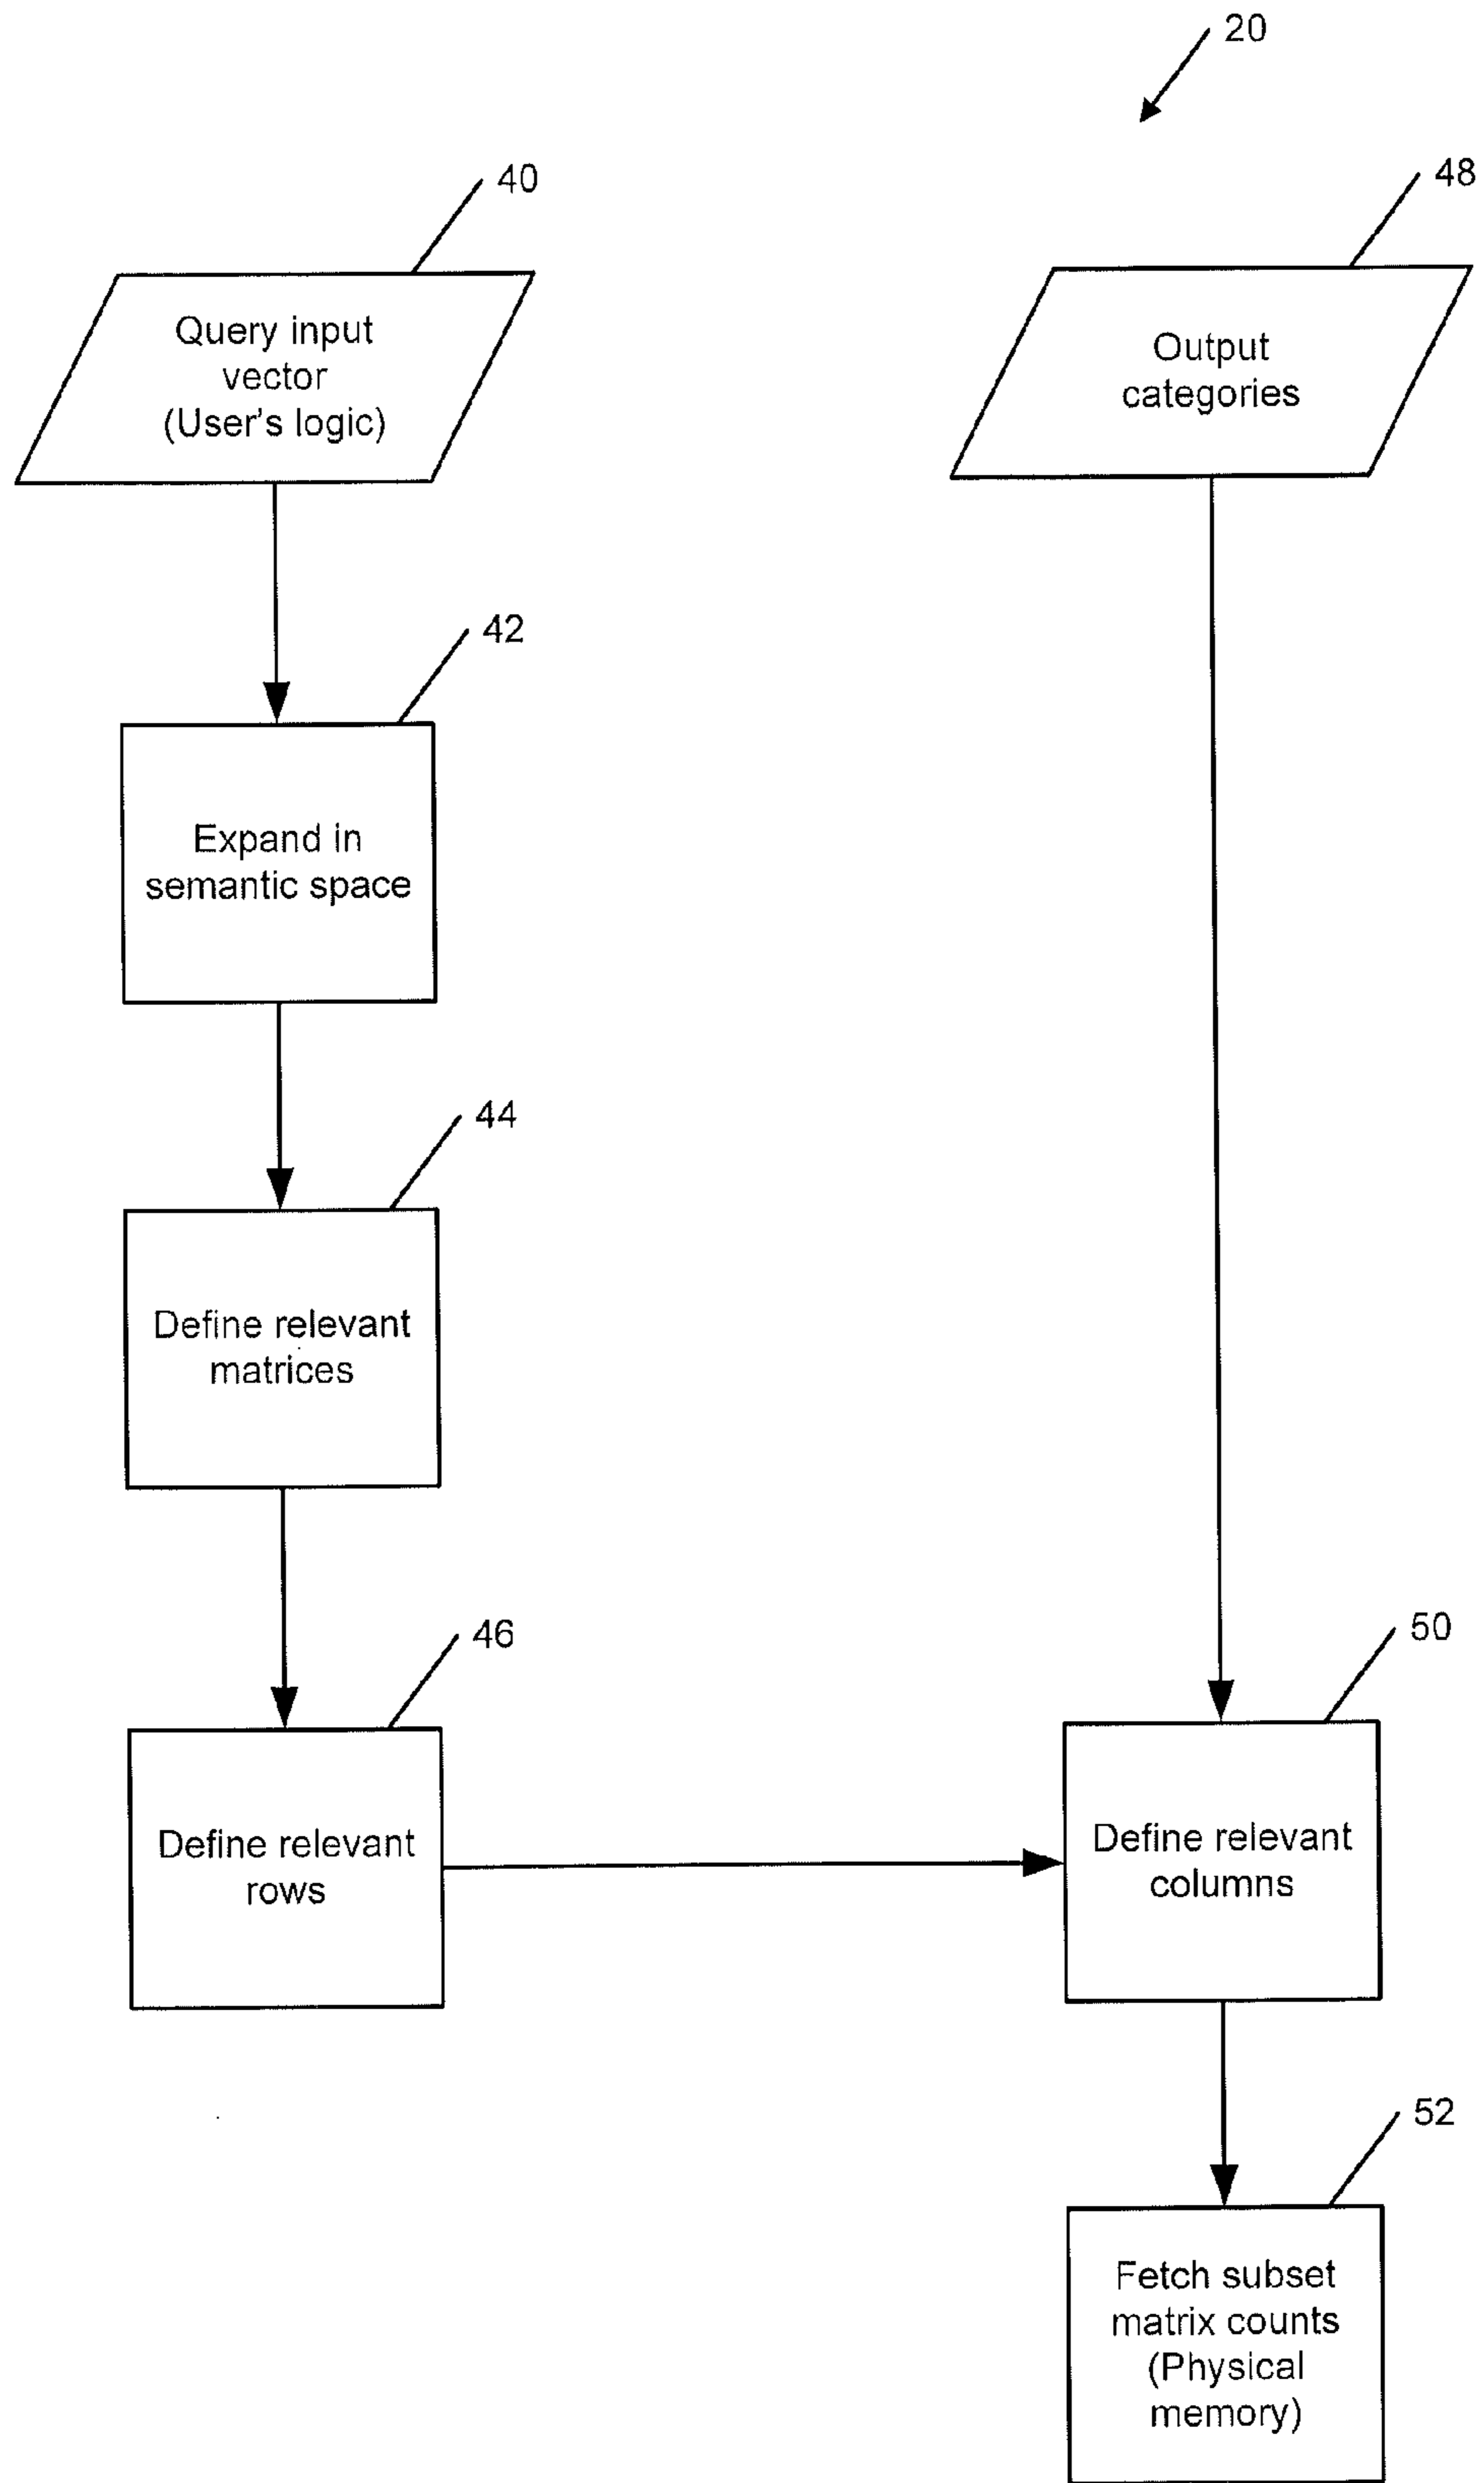 20
40
48
Query input
vector
(User's logic)
Output
categories
42
Expand in
semantic space
44
Define relevant
matrices
46
50
Define relevant
rows
Define relevant
columns
52
Fetch subset
matrix counts
(Physical
memory)